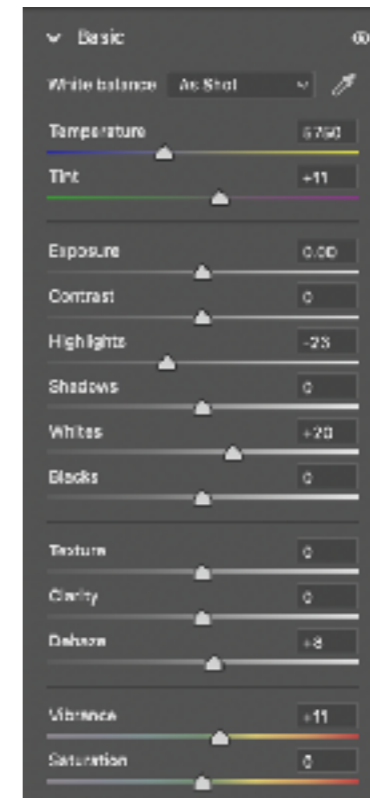 Basic
White balance As Shot
Temperature 5750
Tint +11
Exposure 0.00
Contrast 0
Highlights -23
Shadows 0
Whites +20
Blacks 0
Texture 0
Clarity 0
Dehaze +8
Vibrance +11
Saturation 0